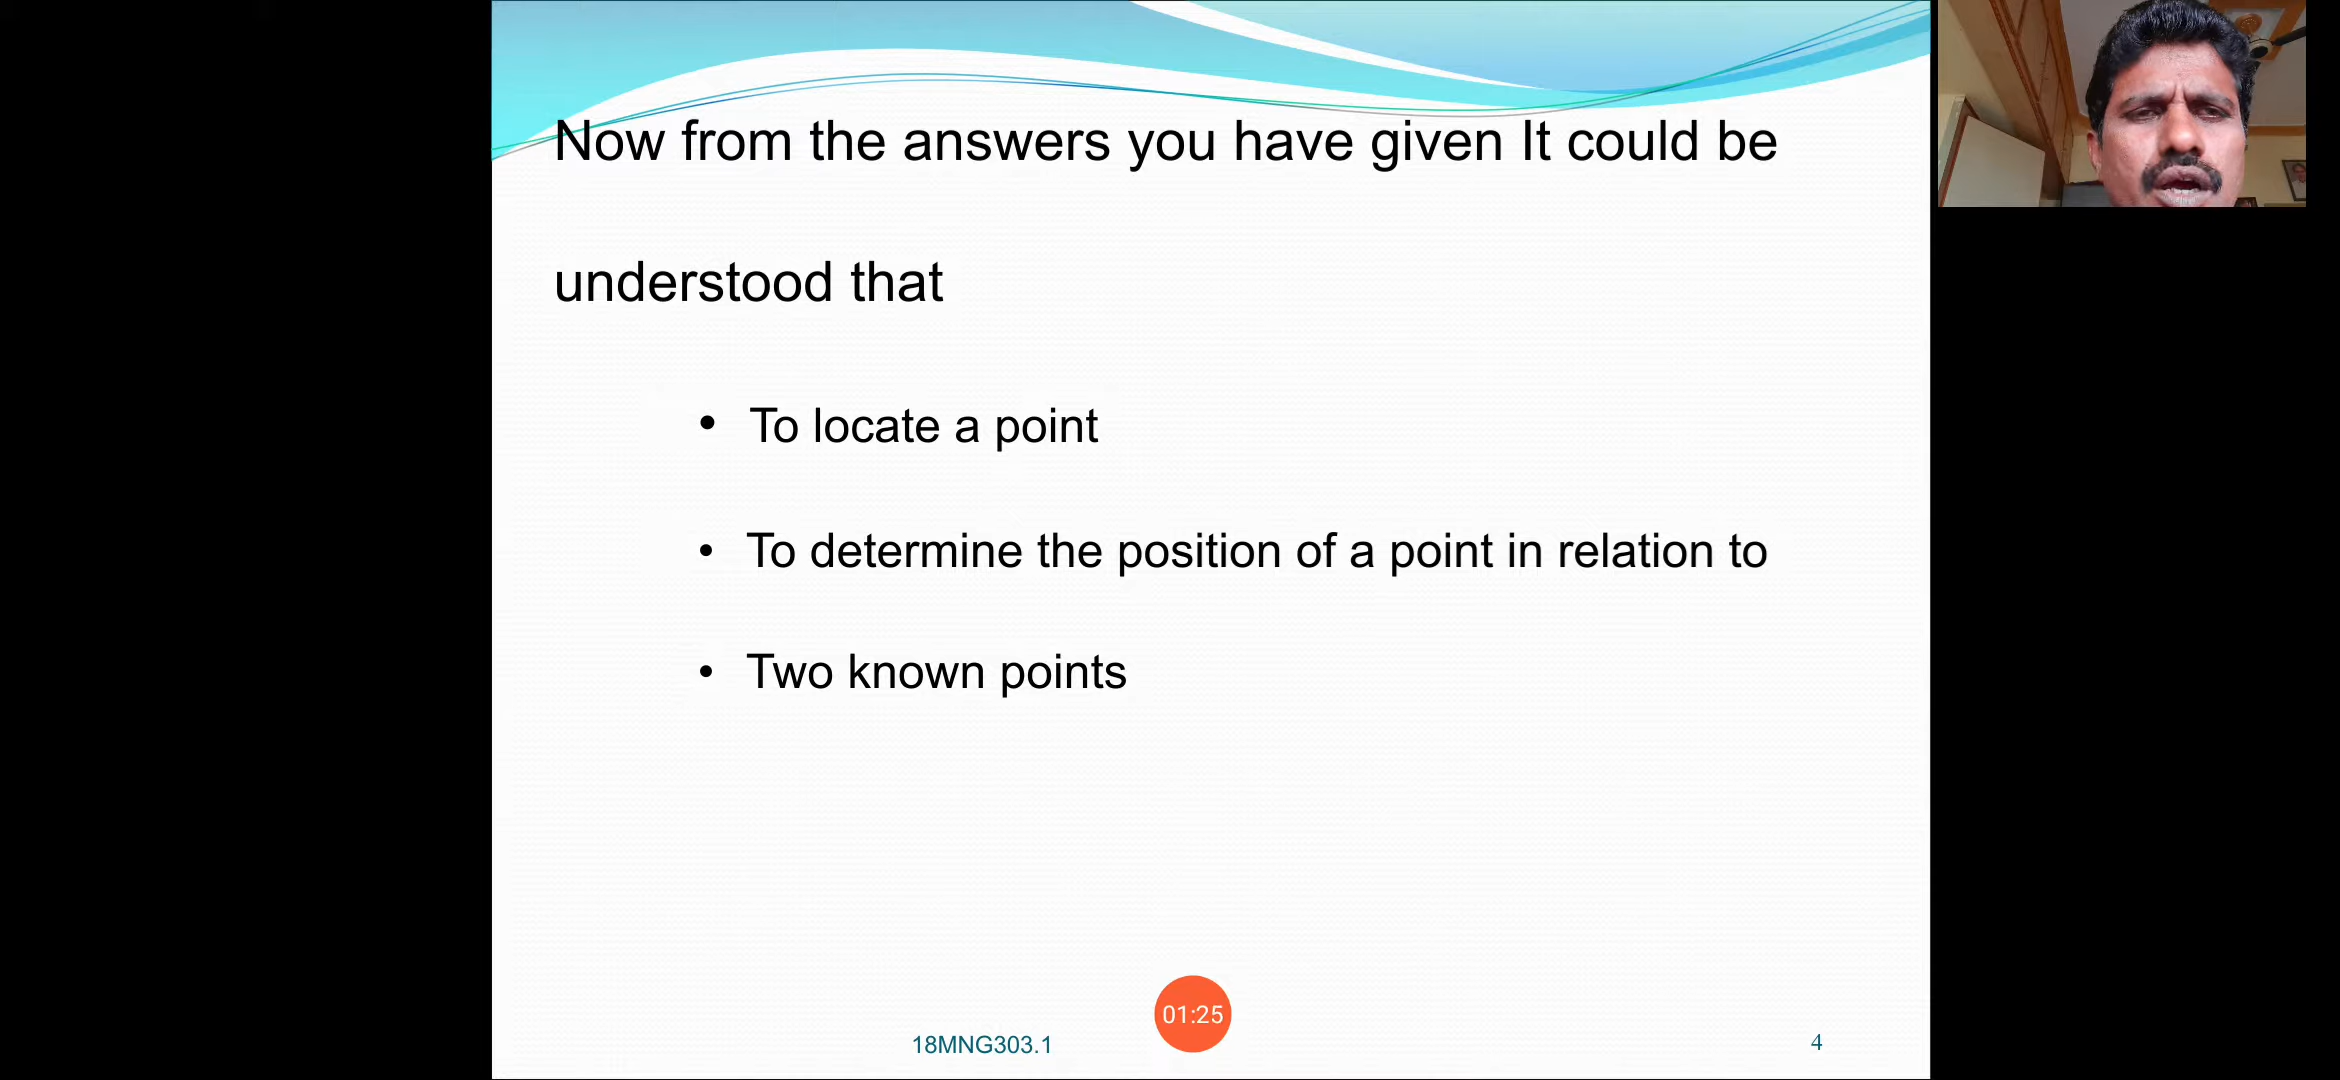 Now from the answers you have given It could be
understood that
• To locate a point
• To determine the position of a point in relation to
• Two known points
01:25
18MNG303.1
4